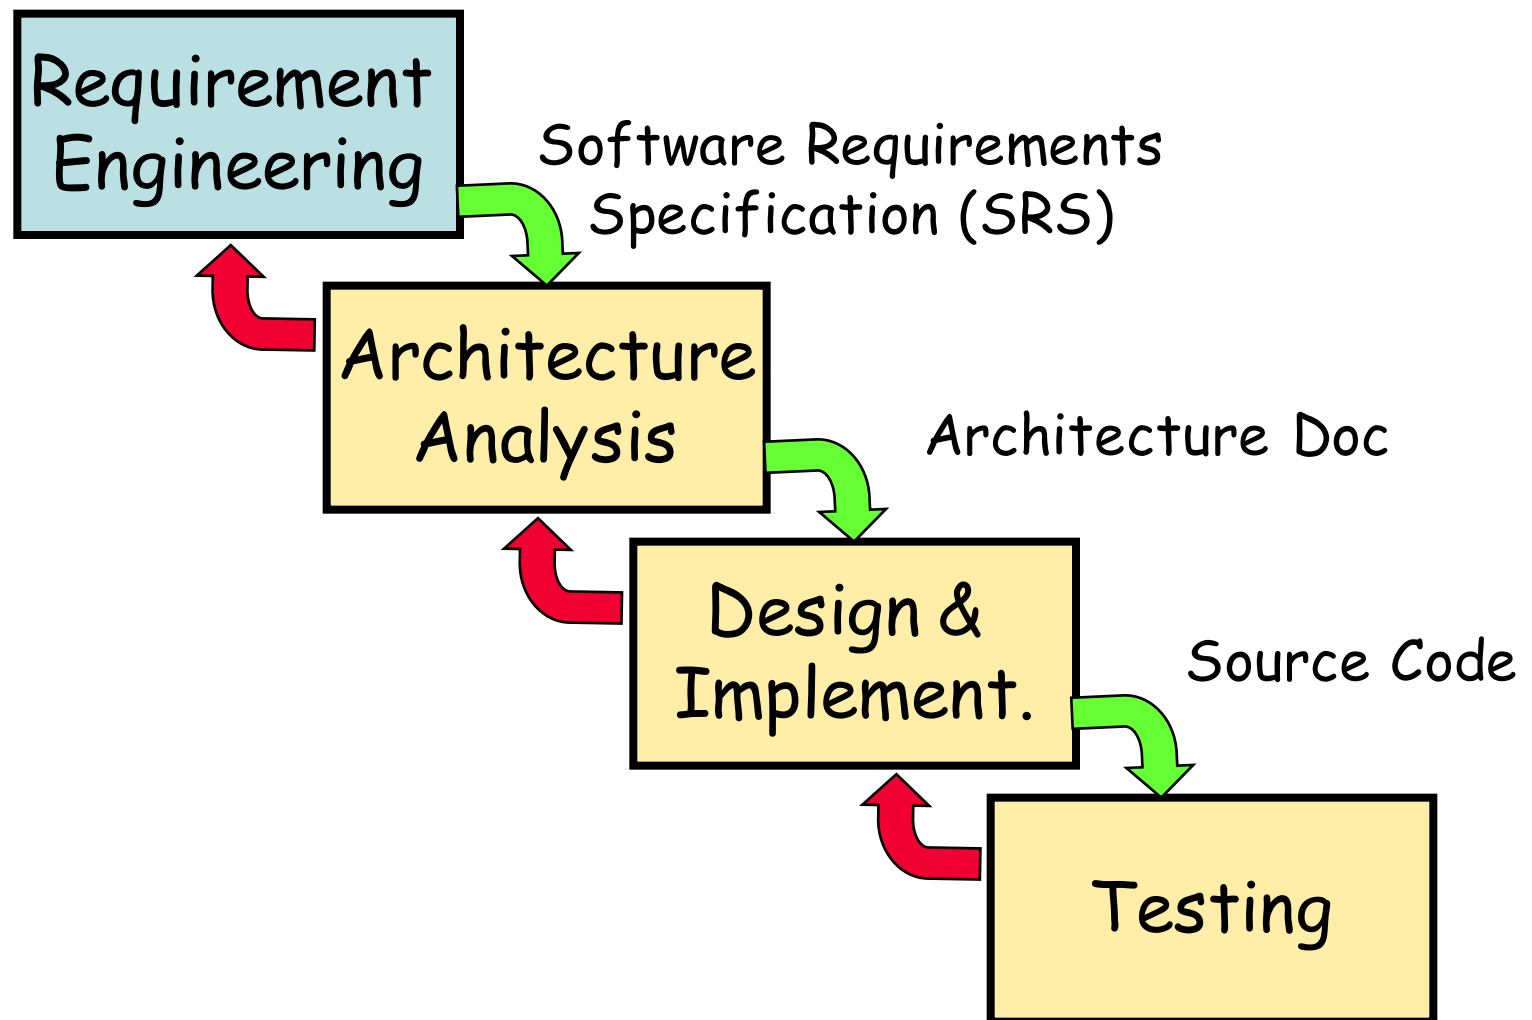 Requirement
Engineering
Software Requirements
Specification (SRS)
Architecture
Analysis
Architecture Doc
Design &
Implement.
Source Code
Testing